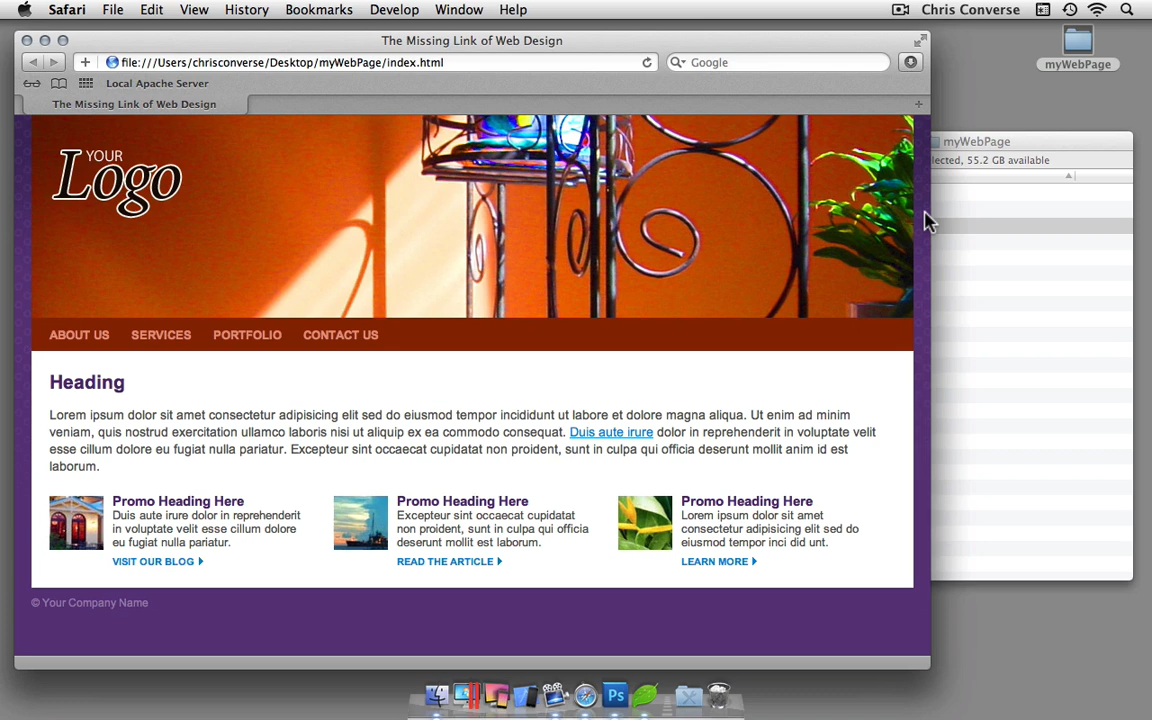 Safari File Edit View History Bookmarks Develop Window Help Chris Converse
The Missing Link of Web Design
file:///Users/chrisconverse/Desktop/myWebPage/index.html
Google
Local Apache Server
The Missing Link of Web Design
myWebPage
myWebPage
lected, 55.2 GB available
YOUR
Logo
ABOUT US SERVICES PORTFOLIO CONTACT US
Heading
Lorem ipsum dolor sit amet consectetur adipisicing elit sed do eiusmod tempor incididunt ut labore et dolore magna aliqua. Ut enim ad minim
veniam, quis nostrud exercitation ullamco laboris nisi ut aliquip ex ea commodo consequat. Duis aute irure dolor in reprehenderit in voluptate velit
esse cillum dolore eu fugiat nulla pariatur. Excepteur sint occaecat cupidatat non proident, sunt in culpa qui officia deserunt mollit anim id est
laborum.
Promo Heading Here
Duis aute irure dolor in reprehenderit
in voluptate velit esse cillum dolore
eu fugiat nulla pariatur.
VISIT OUR BLOG
Promo Heading Here
Excepteur sint occaecat cupidatat
non proident, sunt in culpa qui officia
deserunt mollit est laborum.
READ THE ARTICLE
Promo Heading Here
Lorem ipsum dolor sit amet
consectetur adipisicing elit sed do
eiusmod tempor inci did unt.
LEARN MORE
© Your Company Name
Ps